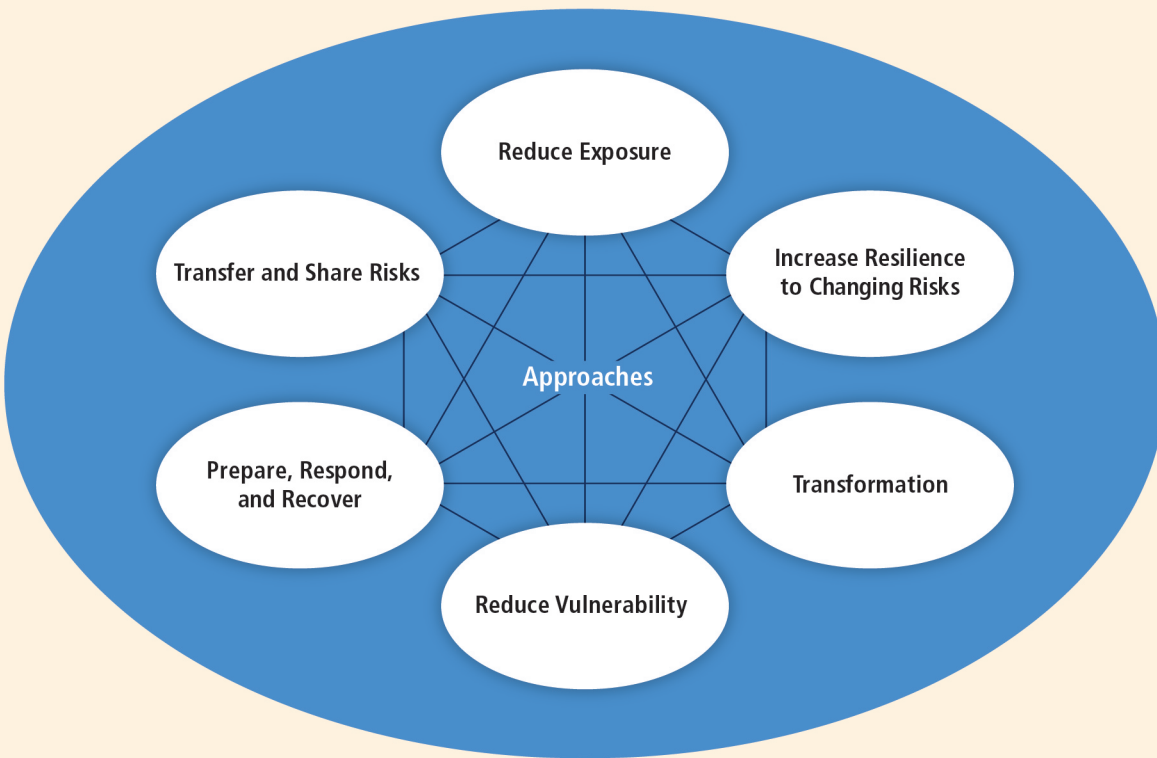 Reduce Exposure
Transfer and Share Risks
Increase Resilience
to Changing Risks
Approaches
Prepare, Respond,
and Recover
Transformation
Reduce Vulnerability